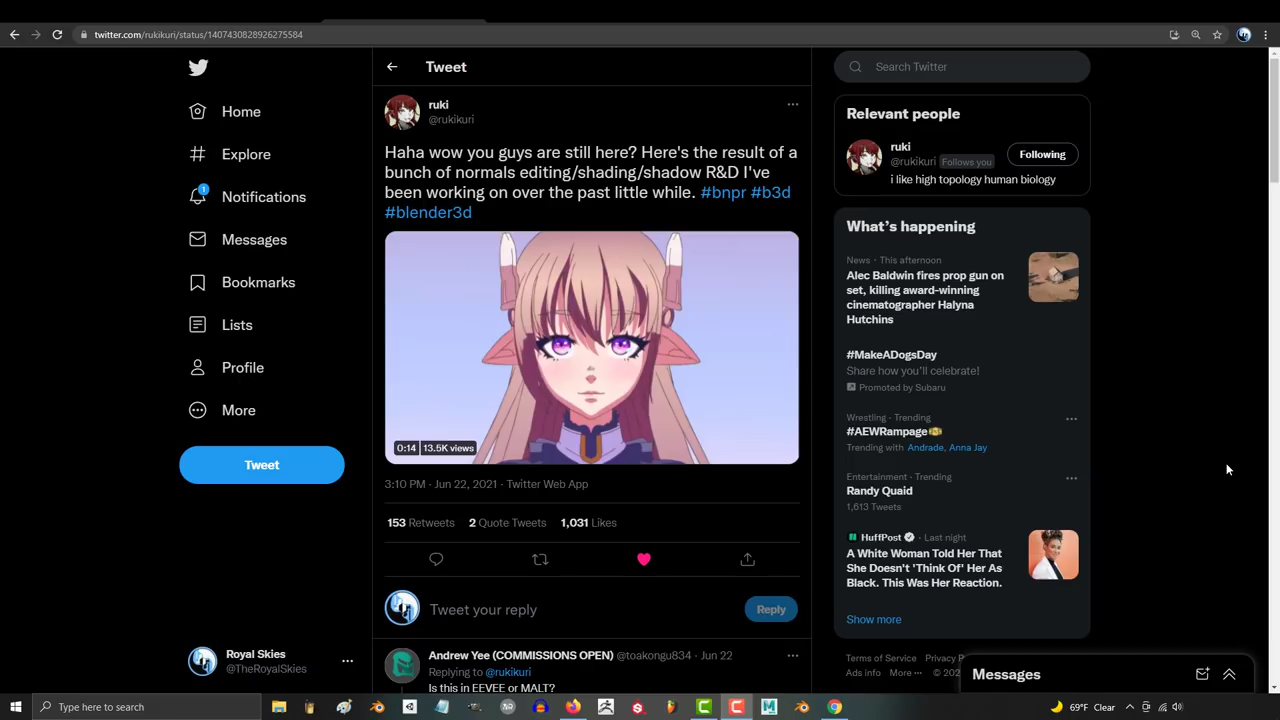 twitter.com/rukikuri/status/1407430828926275584
Home
Explore
1
Notifications
Messages
Bookmarks
Lists
Profile
More
Tweet
Royal Skies
@TheRoyalSkies
Tweet
ruki
@rukikuri
Haha wow you guys are still here? Here's the result of a
bunch of normals editing/shading/shadow R&D I've
been working on over the past little while. #bnpr #b3d
#blender3d
0:14 13.5K views
3:10 PM · Jun 22, 2021 · Twitter Web App
153 Retweets 2 Quote Tweets 1,031 Likes
Tweet your reply
Reply
Andrew Yee (COMMISSIONS OPEN) @toakongu834 · Jun 22
Replying to @rukikuri
Is this in EEVEE or MALT?
Search Twitter
Relevant people
ruki
@rukikuri Follows you
Following
i like high topology human biology
What's happening
News · This afternoon
Alec Baldwin fires prop gun on
set, killing award-winning
cinematographer Halyna
Hutchins
#MakeADogsDay
Share how you'll celebrate!
Promoted by Subaru
Wrestling · Trending
#AEWRampage
Trending with Andrade, Anna Jay
Entertainment · Trending
Randy Quaid
1,613 Tweets
HuffPost · Last night
A White Woman Told Her That
She Doesn't 'Think Of' Her As
Black. This Was Her Reaction.
Show more
Terms of Service Privacy P
Ads info More ··· © 202
Messages
Type here to search
69°F Clear